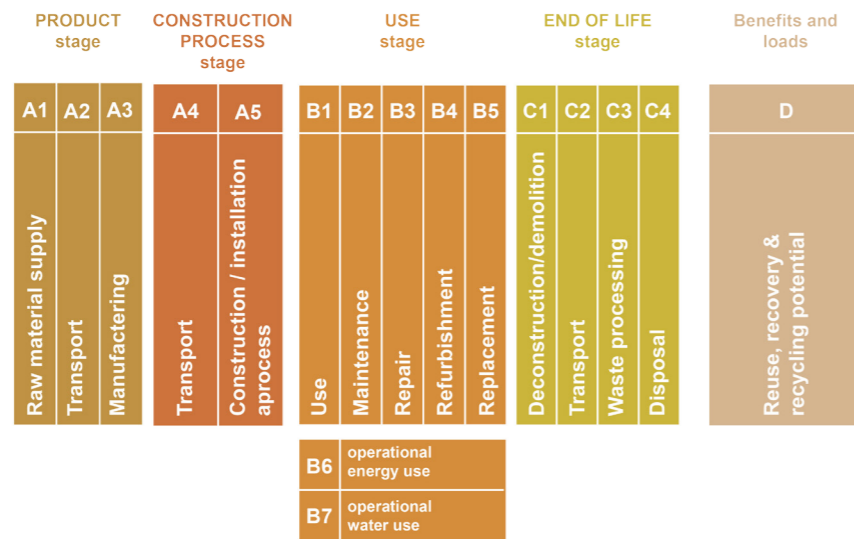 PRODUCT
stage
CONSTRUCTION
PROCESS
stage
USE
stage
END OF LIFE
stage
Benefits and
loads
A1 A2 A3
A4 A5
B1 B2 B3 B4 B5
C1 C2 C3 C4
D
Raw material supply
Transport
Manufactering
Transport
Construction / installation
aprocess
Use
Maintenance
Repair
Refurbishment
Replacement
Deconstruction/demolition
Transport
Waste processing
Disposal
Reuse, recovery &
recycling potential
B6
operational
energy use
B7
operational
water use